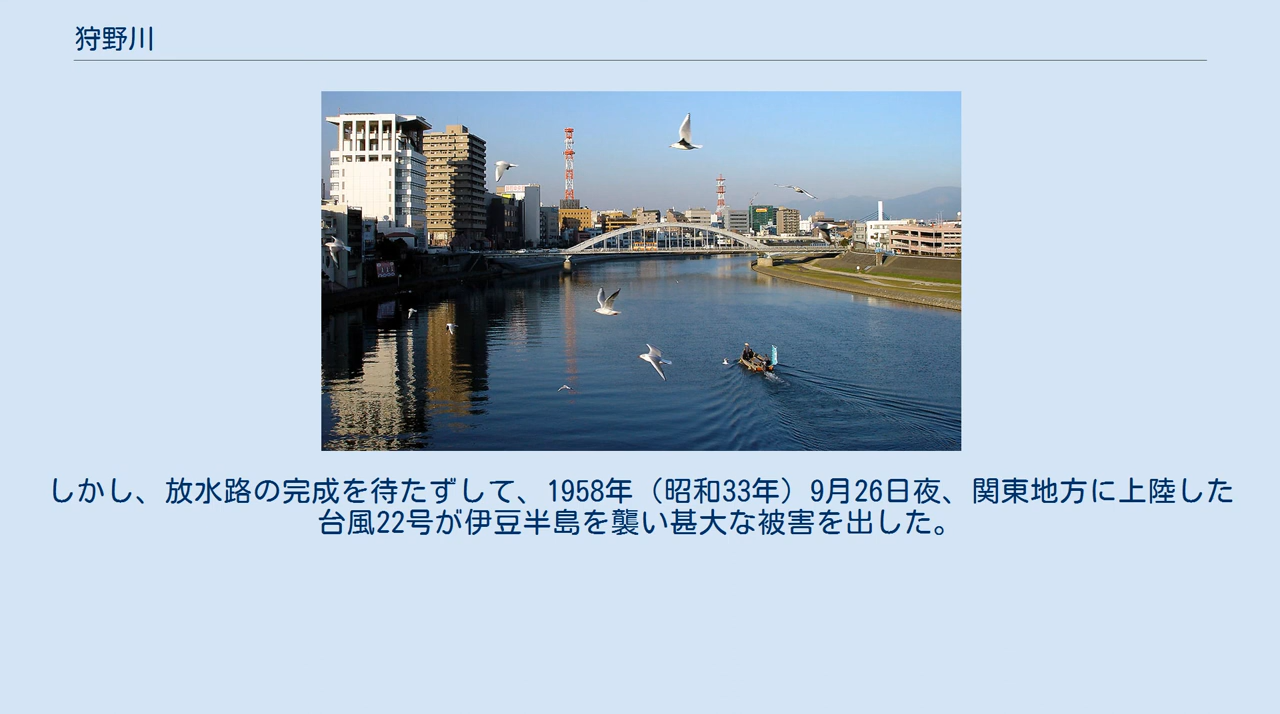 狩野川
しかし、放水路の完成を待たずして、1958年（昭和33年）9月26日夜、関東地方に上陸した
台風22号が伊豆半島を襲い甚大な被害を出した。